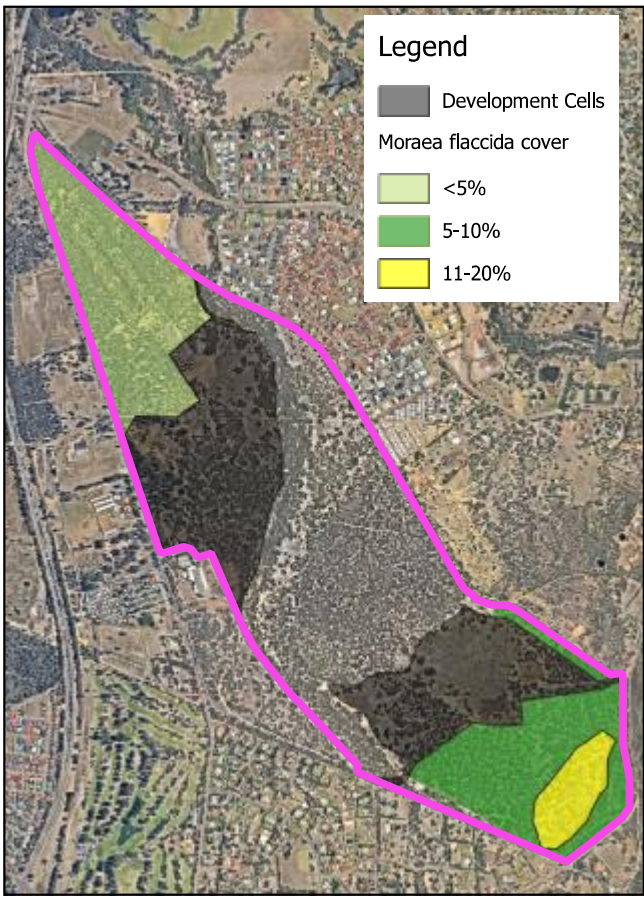 Legend
Development Cells
Moraea flaccida cover
<5%
5-10%
11-20%